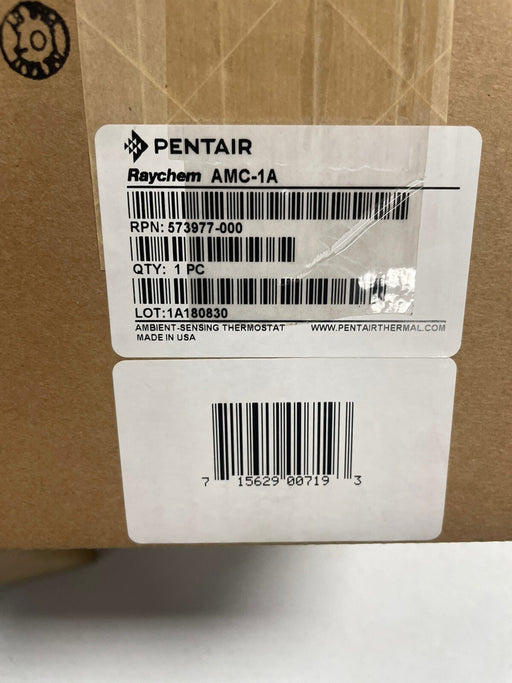 PENTAIR
Raychem AMC-1A
RPN: 573977-000
QTY: 1 PC
LOT:1A180830
AMBIENT-SENSING THERMOSTAT WWW.PENTAIRTHERMAL.COM
MADE IN USA
7 15629 00719 3